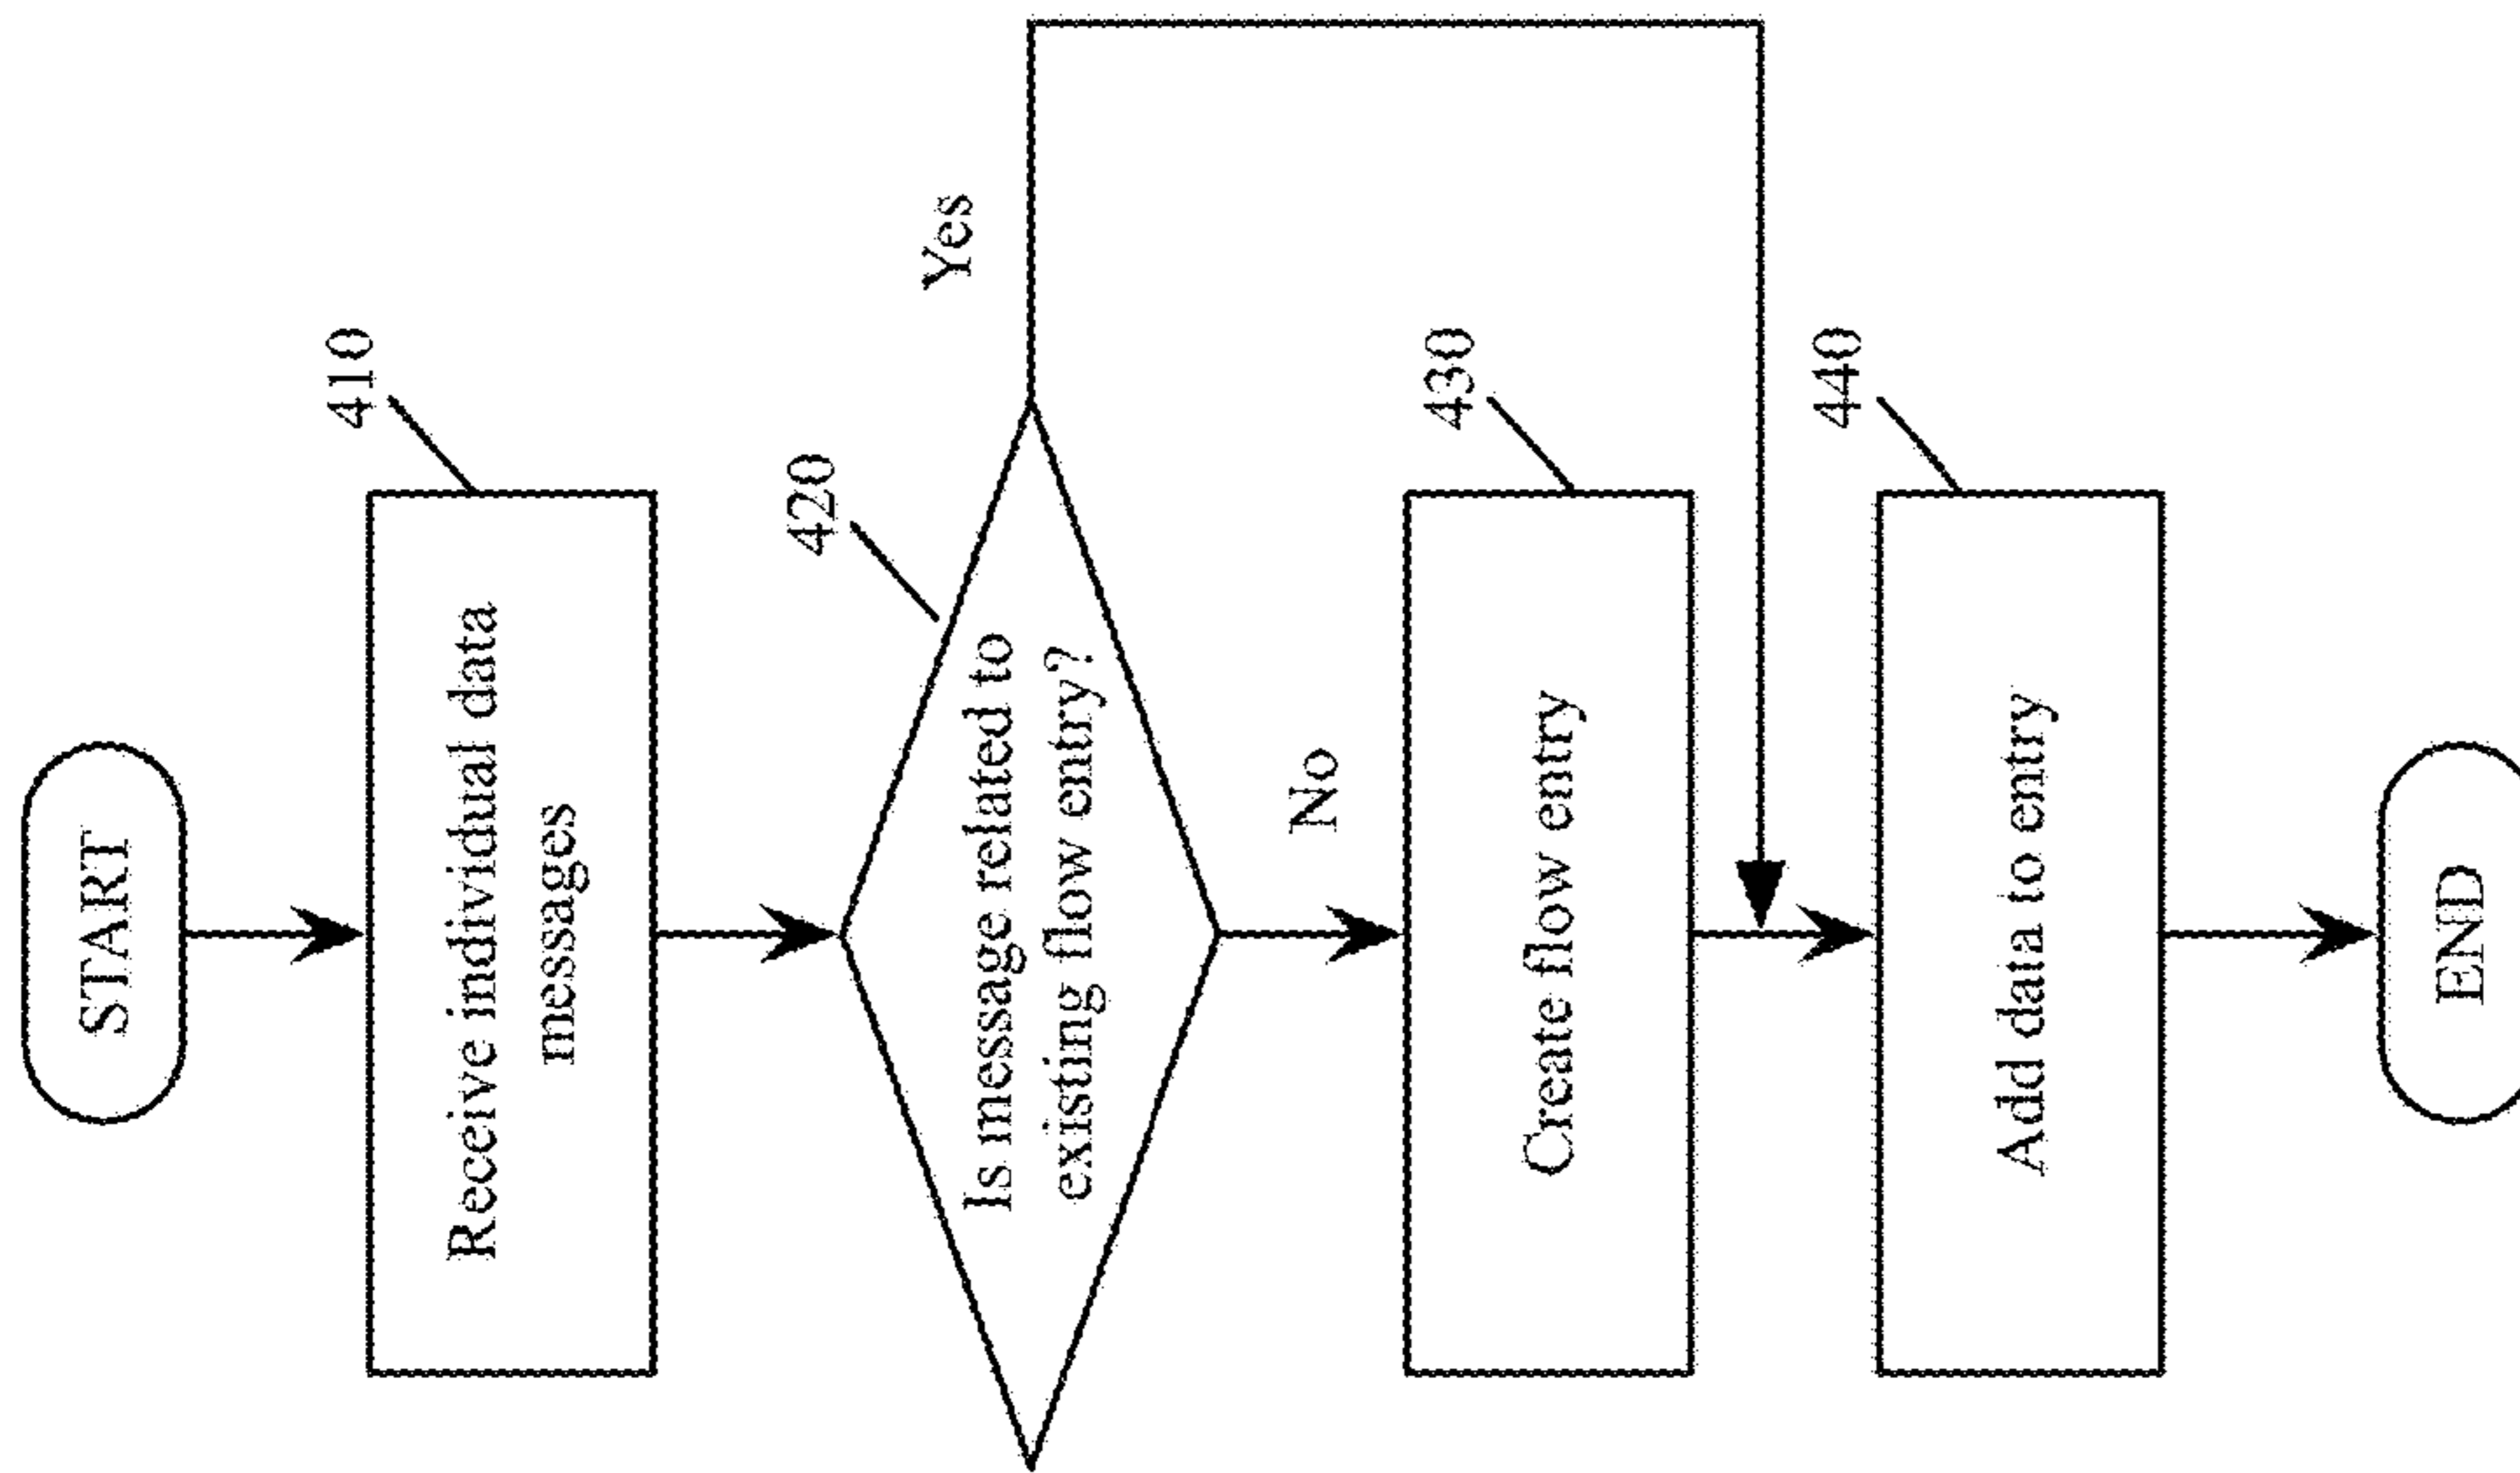 START
410
Receive individual data
messages
420
Is message related to
existing flow entry?
Yes
No
430
Create flow entry
440
Add data to entry
END